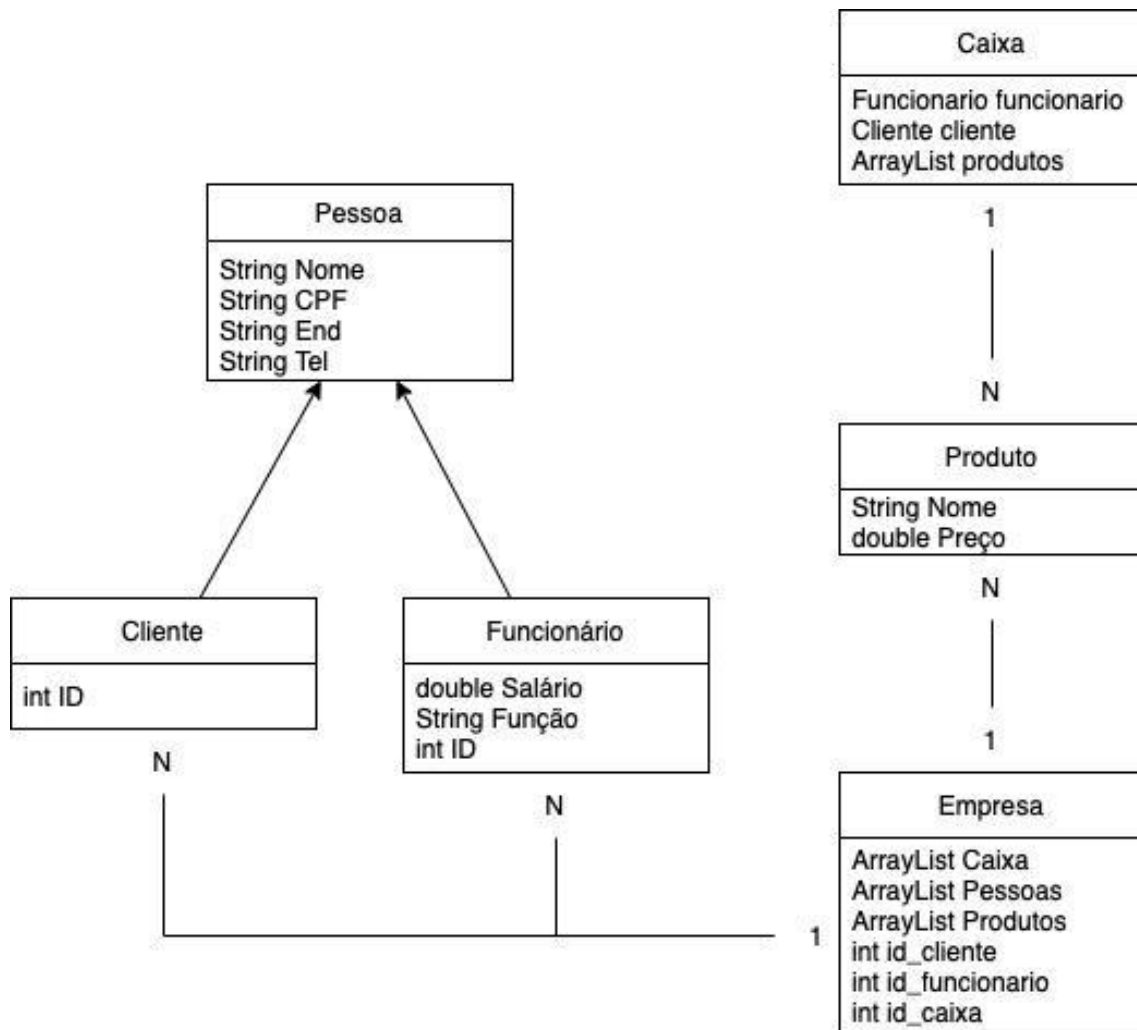 Caixa
Funcionario funcionario
Cliente cliente
ArrayList produtos
1
N
Pessoa
String Nome
String CPF
String End
String Tel
Produto
String Nome
double Preço
N
1
Cliente
int ID
N
Funcionário
double Salário
String Função
int ID
N
Empresa
ArrayList Caixa
ArrayList Pessoas
ArrayList Produtos
int id_cliente
int id_funcionario
int id_caixa
1